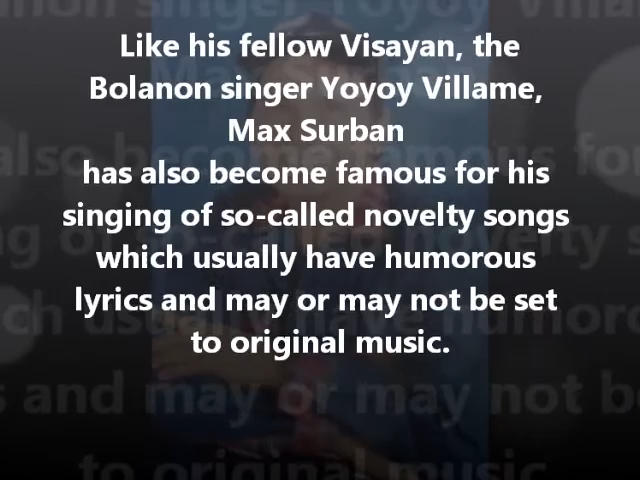 Like his fellow Visayan, the
Bolanon singer Yoyoy Villame,
Max Surban
has also become famous for his
singing of so-called novelty songs
which usually have humorous
lyrics and may or may not be set
to original music.